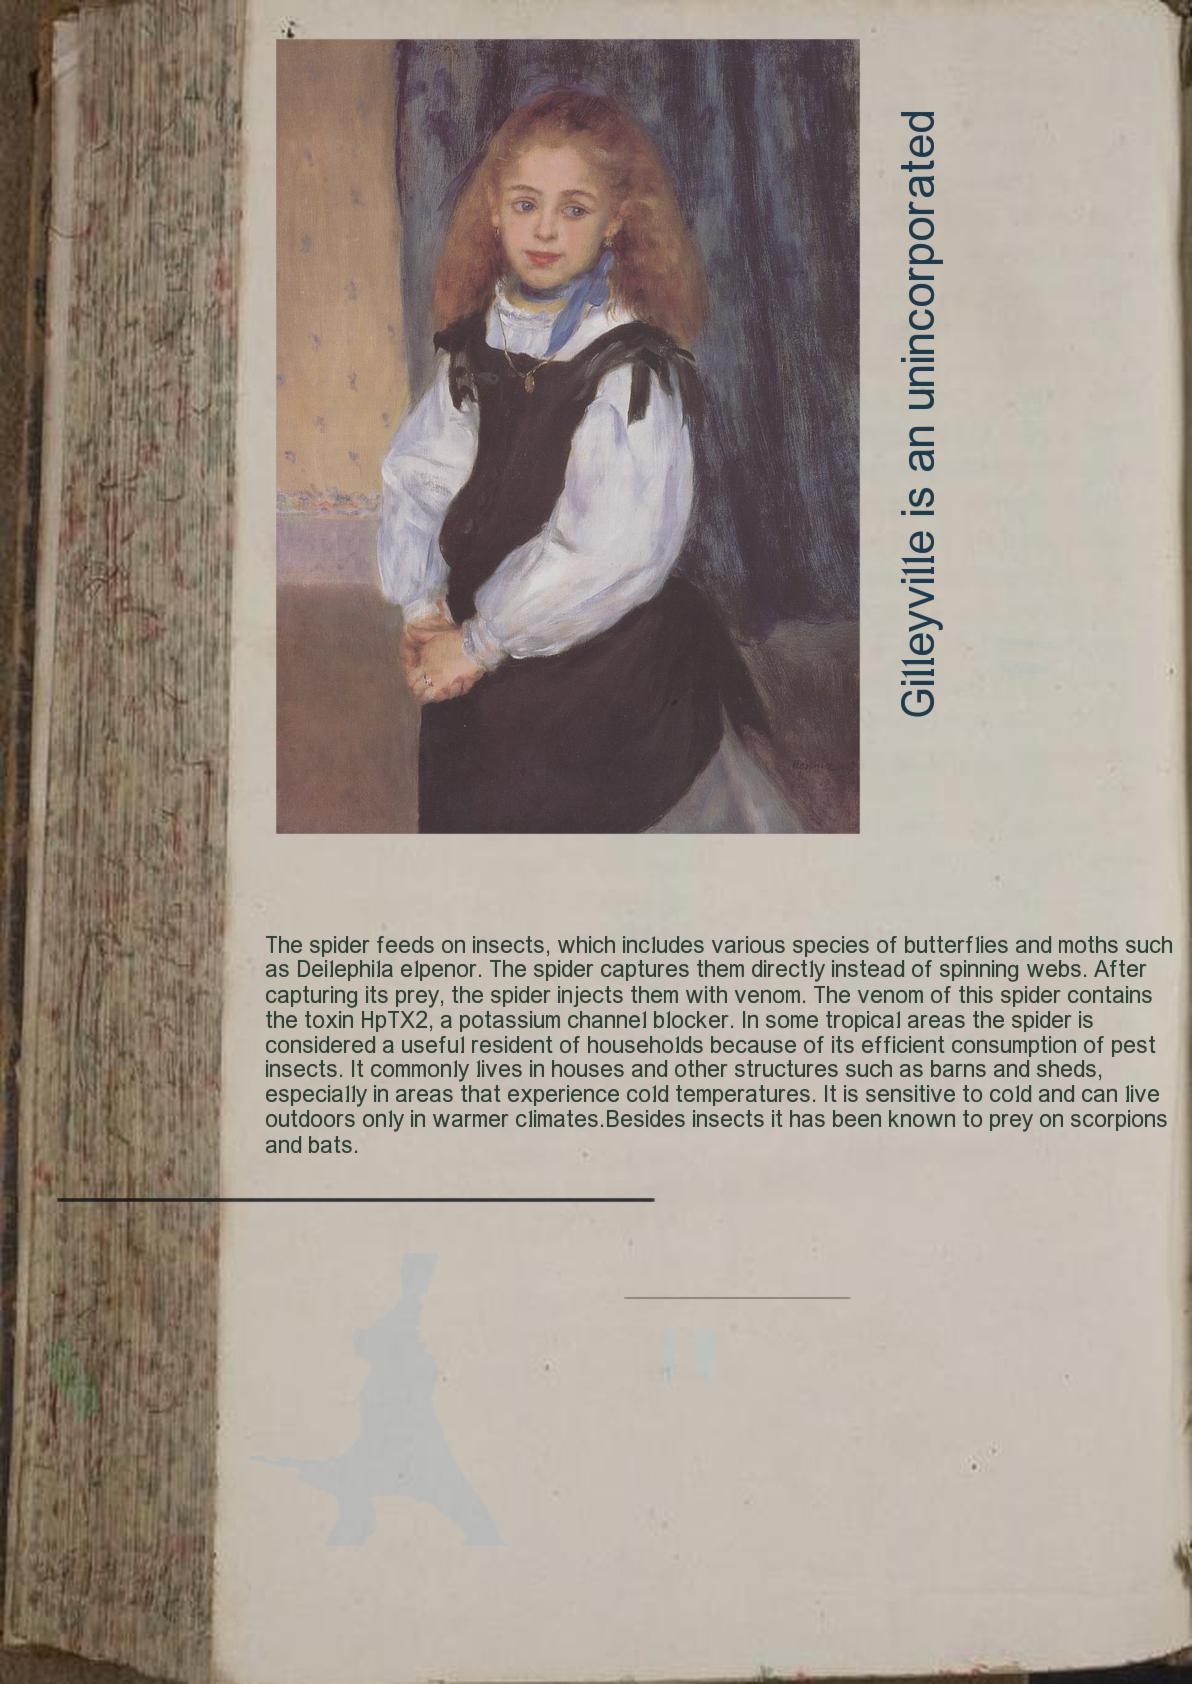 Gilleyville is an unincorporated
The spider feeds on insects, which includes various species of butterflies and moths such
as Deilephila elpenor. The spider captures them directly instead of spinning webs. After
capturing its prey, the spider injects them with venom. The venom of this spider contains
the toxin HpTX2, a potassium channel blocker. In some tropical areas the spider is
considered a useful resident of households because of its efficient consumption of pest
insects. It commonly lives in houses and other structures such as barns and sheds,
especially in areas that experience cold temperatures. It is sensitive to cold and can live
outdoors only in warmer climates.Besides insects it has been known to prey on scorpions
and bats.